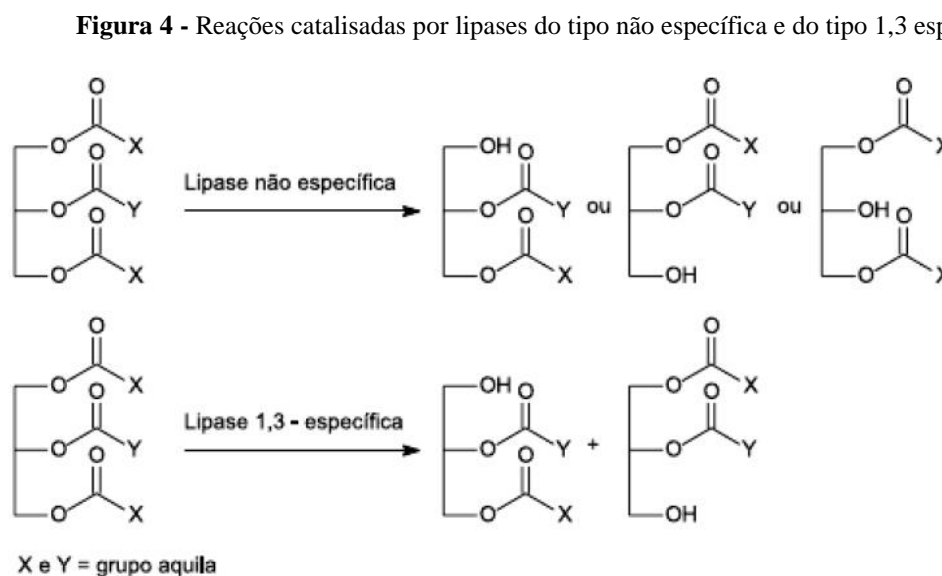 Figura 4 - Reações catalisadas por lipases do tipo não específica e do tipo 1,3 esp
O O O
O X OH O O X O X
O O
Lipase não específica
O Y O Y ou O Y ou OH
O O O
O X O X OH O X
O O
O X OH O O X
O O
Lipase 1,3 - específica
O Y O Y + O Y
O O
O X O X OH
X e Y = grupo aquila